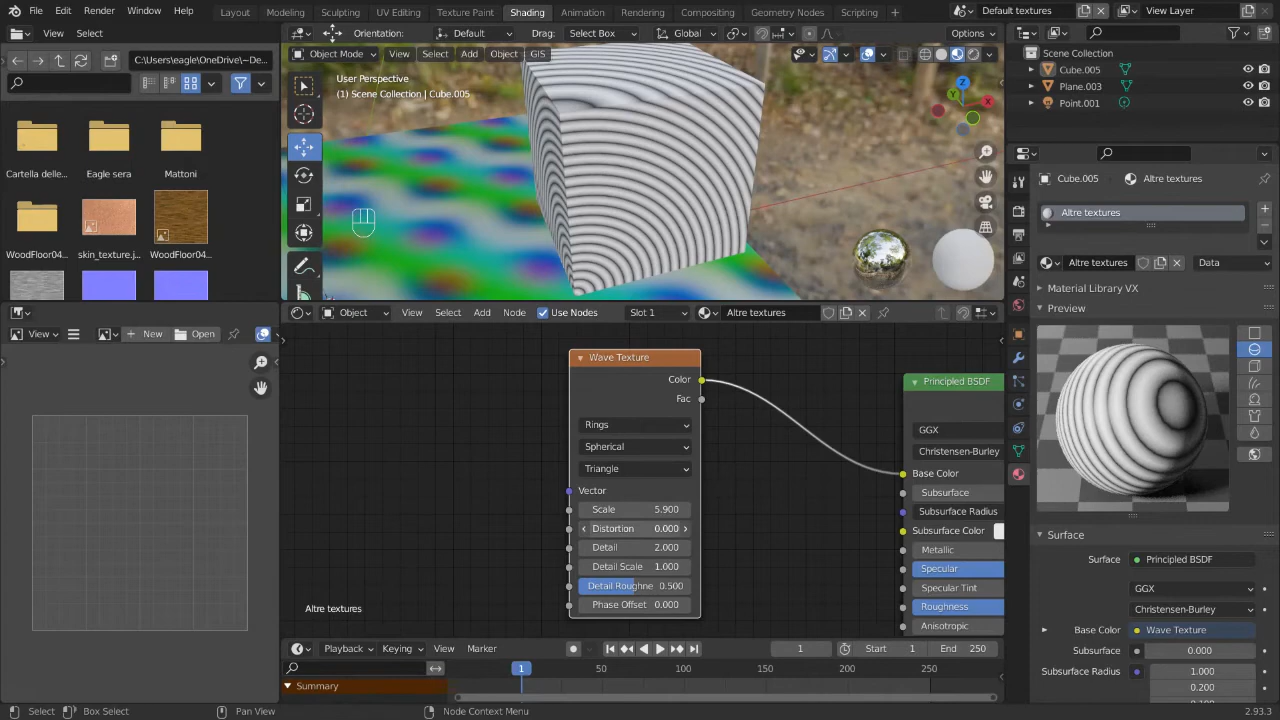 File Edit Render Window Help Layout Modeling Sculpting UV Editing Texture Paint Shading Animation Rendering Compositing Geometry Nodes Scripting + Default textures View Layer
View Select
Orientation: Default Drag: Select Box Global Options
C:\Users\eagle\OneDrive\~De...
Object Mode View Select Add Object GIS
User Perspective
(1) Scene Collection | Cube.005
X
Y
Z
Cartella delle...
Eagle sera
Mattoni
WoodFloor04...
skin_texture.j...
WoodFloor04...
Scene Collection
Cube.005
Plane.003
Point.001
Cube.005 Altre textures
Altre textures
Altre textures Data
Material Library VX
Preview
View New Open
Object View Select Add Node Use Nodes Slot 1 Altre textures
Wave Texture
Color
Fac
Rings
Spherical
Triangle
Vector
Scale 5.900
Distortion 0.000
Detail 2.000
Detail Scale 1.000
Detail Roughne 0.500
Phase Offset 0.000
Altre textures
Principled BSDF
GGX
Christensen-Burley
Base Color
Subsurface
Subsurface Radius
Subsurface Color
Metallic
Specular
Specular Tint
Roughness
Anisotropic
Surface
Surface Principled BSDF
GGX
Christensen-Burley
Base Color Wave Texture
Subsurface 0.000
Subsurface Radius 1.000
0.200
Playback Keying View Marker 1 Start 1 End 250
1 50 100 150 200 250
Summary
Select Box Select Pan View Node Context Menu 2.93.3